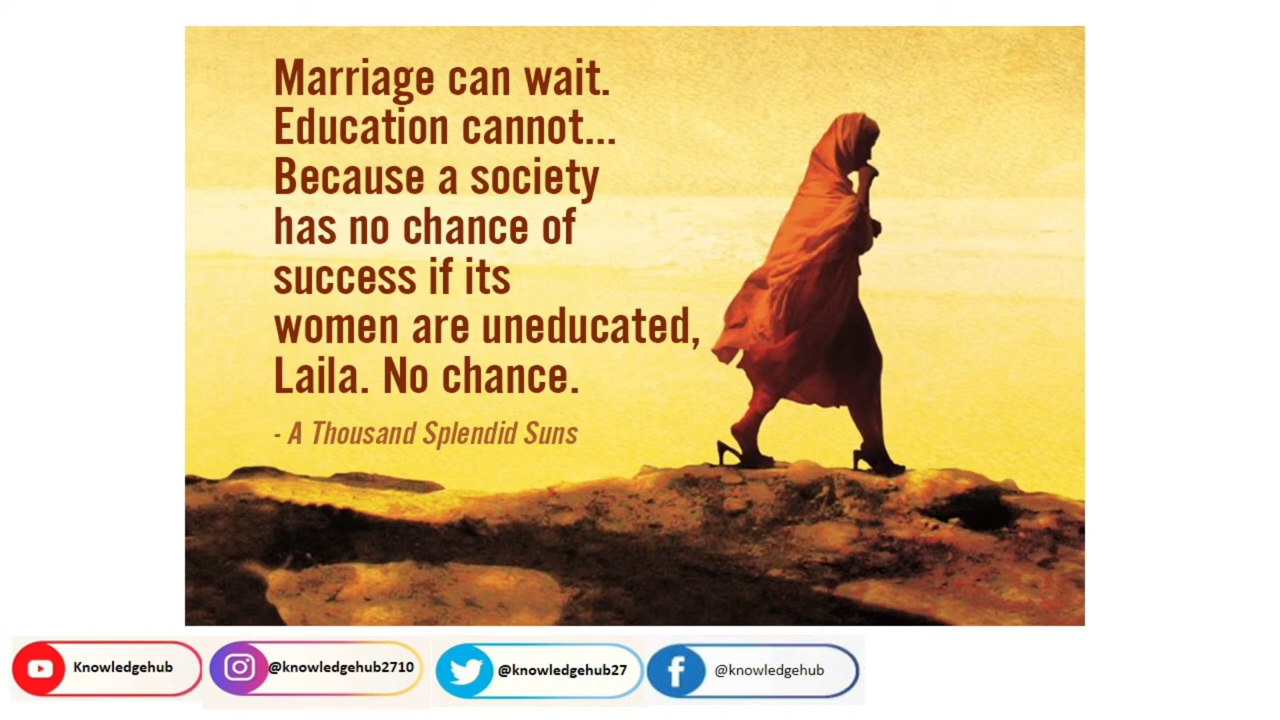 Marriage can wait.
Education cannot...
Because a society
has no chance of
success if its
women are uneducated,
Laila. No chance.
- A Thousand Splendid Suns
Knowledgehub
@knowledgehub2710
@knowledgehub27
@knowledgehub